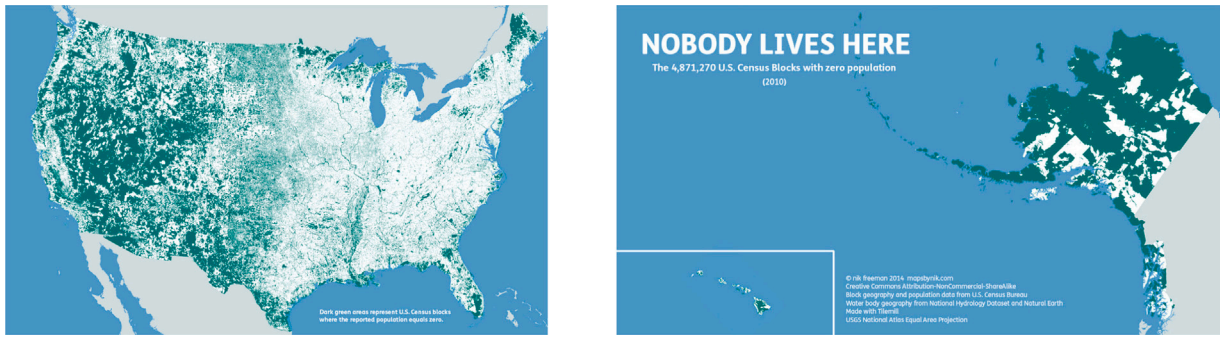 Dark green areas represent U.S. Census blocks
where the reported population equals zero.
NOBODY LIVES HERE
The 4,871,270 U.S. Census Blocks with zero population
(2010)
© nik freeman 2014 mapsbynik.com
Creative Commons Attribution-NonCommercial-ShareAlike
Block geography and population data from U.S. Census Bureau
Water body geography from National Hydrology Dataset and Natural Earth
Made with Tilemill
USGS National Atlas Equal Area Projection